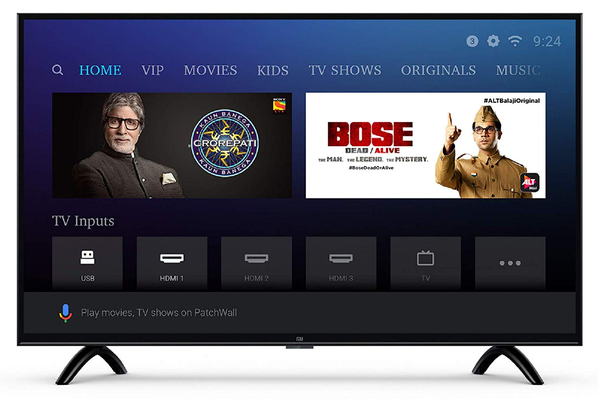 3 9:24
HOME VIP MOVIES KIDS TV SHOWS ORIGINALS MUSIC
SONY
SAB
KAUN BANEGA
CROREPATI
KAUN BANEGA
#ALTBalajiOriginal
BOSE
DEAD / ALIVE
THE MAN. THE LEGEND. THE MYSTERY.
#BoseDeadOrAlive
ALT
TV Inputs
USB HDMI 1 HDMI 2 HDMI 3 TV
Play movies, TV shows on PatchWall
MI